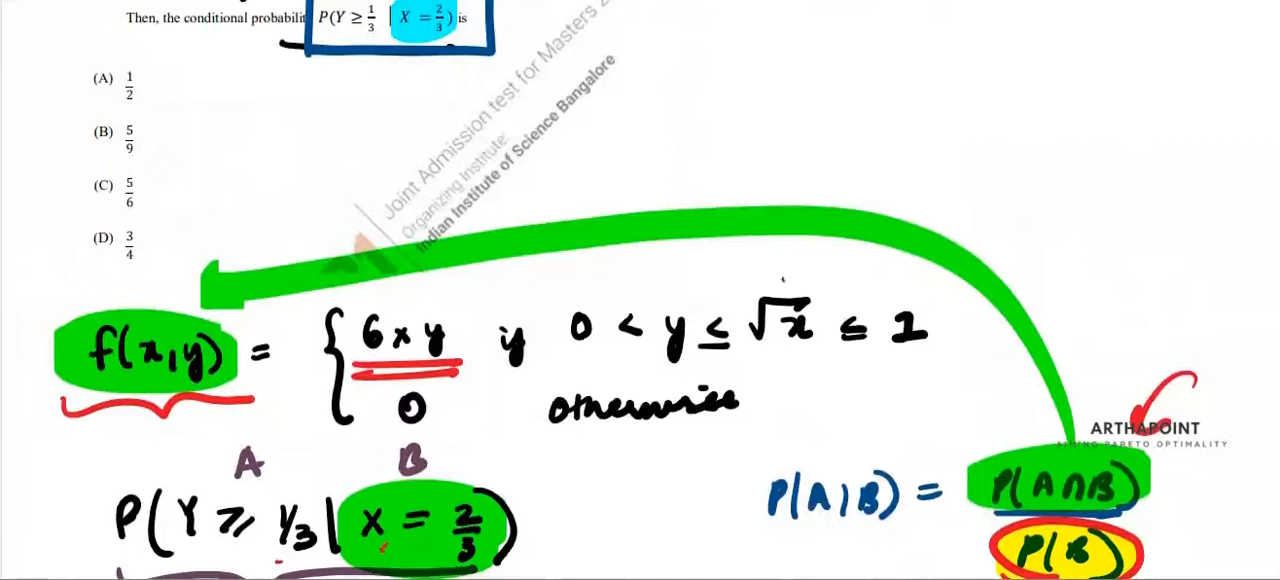 Then, the conditional probabilit P(Y ≥ 1/3 | X = 2/3) is
(A) 1/2
(B) 5/9
(C) 5/6
(D) 3/4
Joint Admission test for Masters 2
Organizing Institute:
Indian Institute of Science Bangalore
f(x,y) = { 6xy if 0 < y ≤ √x ≤ 1
0 otherwise
ARTHAPOINT
AIMING PARETO OPTIMALITY
A B
P(A|B) = P(A∩B)
P(B)
P(Y ≥ 1/3 | X = 2/3)